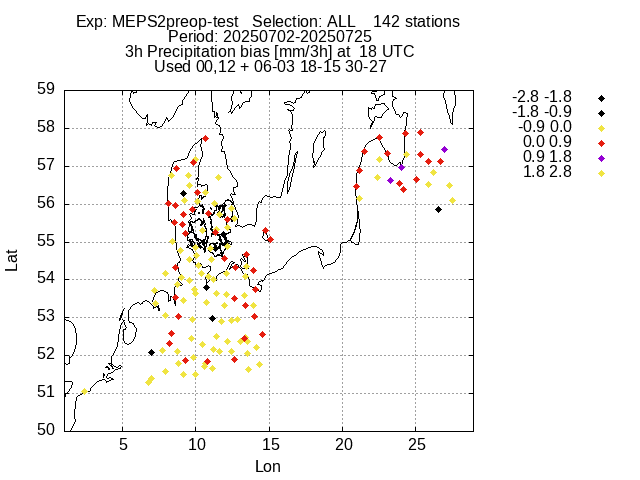 Exp: MEPS2preop-test   Selection: ALL    142 stations
Period: 20250702-20250725
3h Precipitation bias [mm/3h] at  18 UTC
Used 00,12 + 06-03 18-15 30-27
-2.8 -1.8
-1.8 -0.9
-0.9 0.0
0.0 0.9
0.9 1.8
1.8 2.8
59
58
57
56
55
54
53
52
51
50
Lat
5 10 15 20 25
Lon